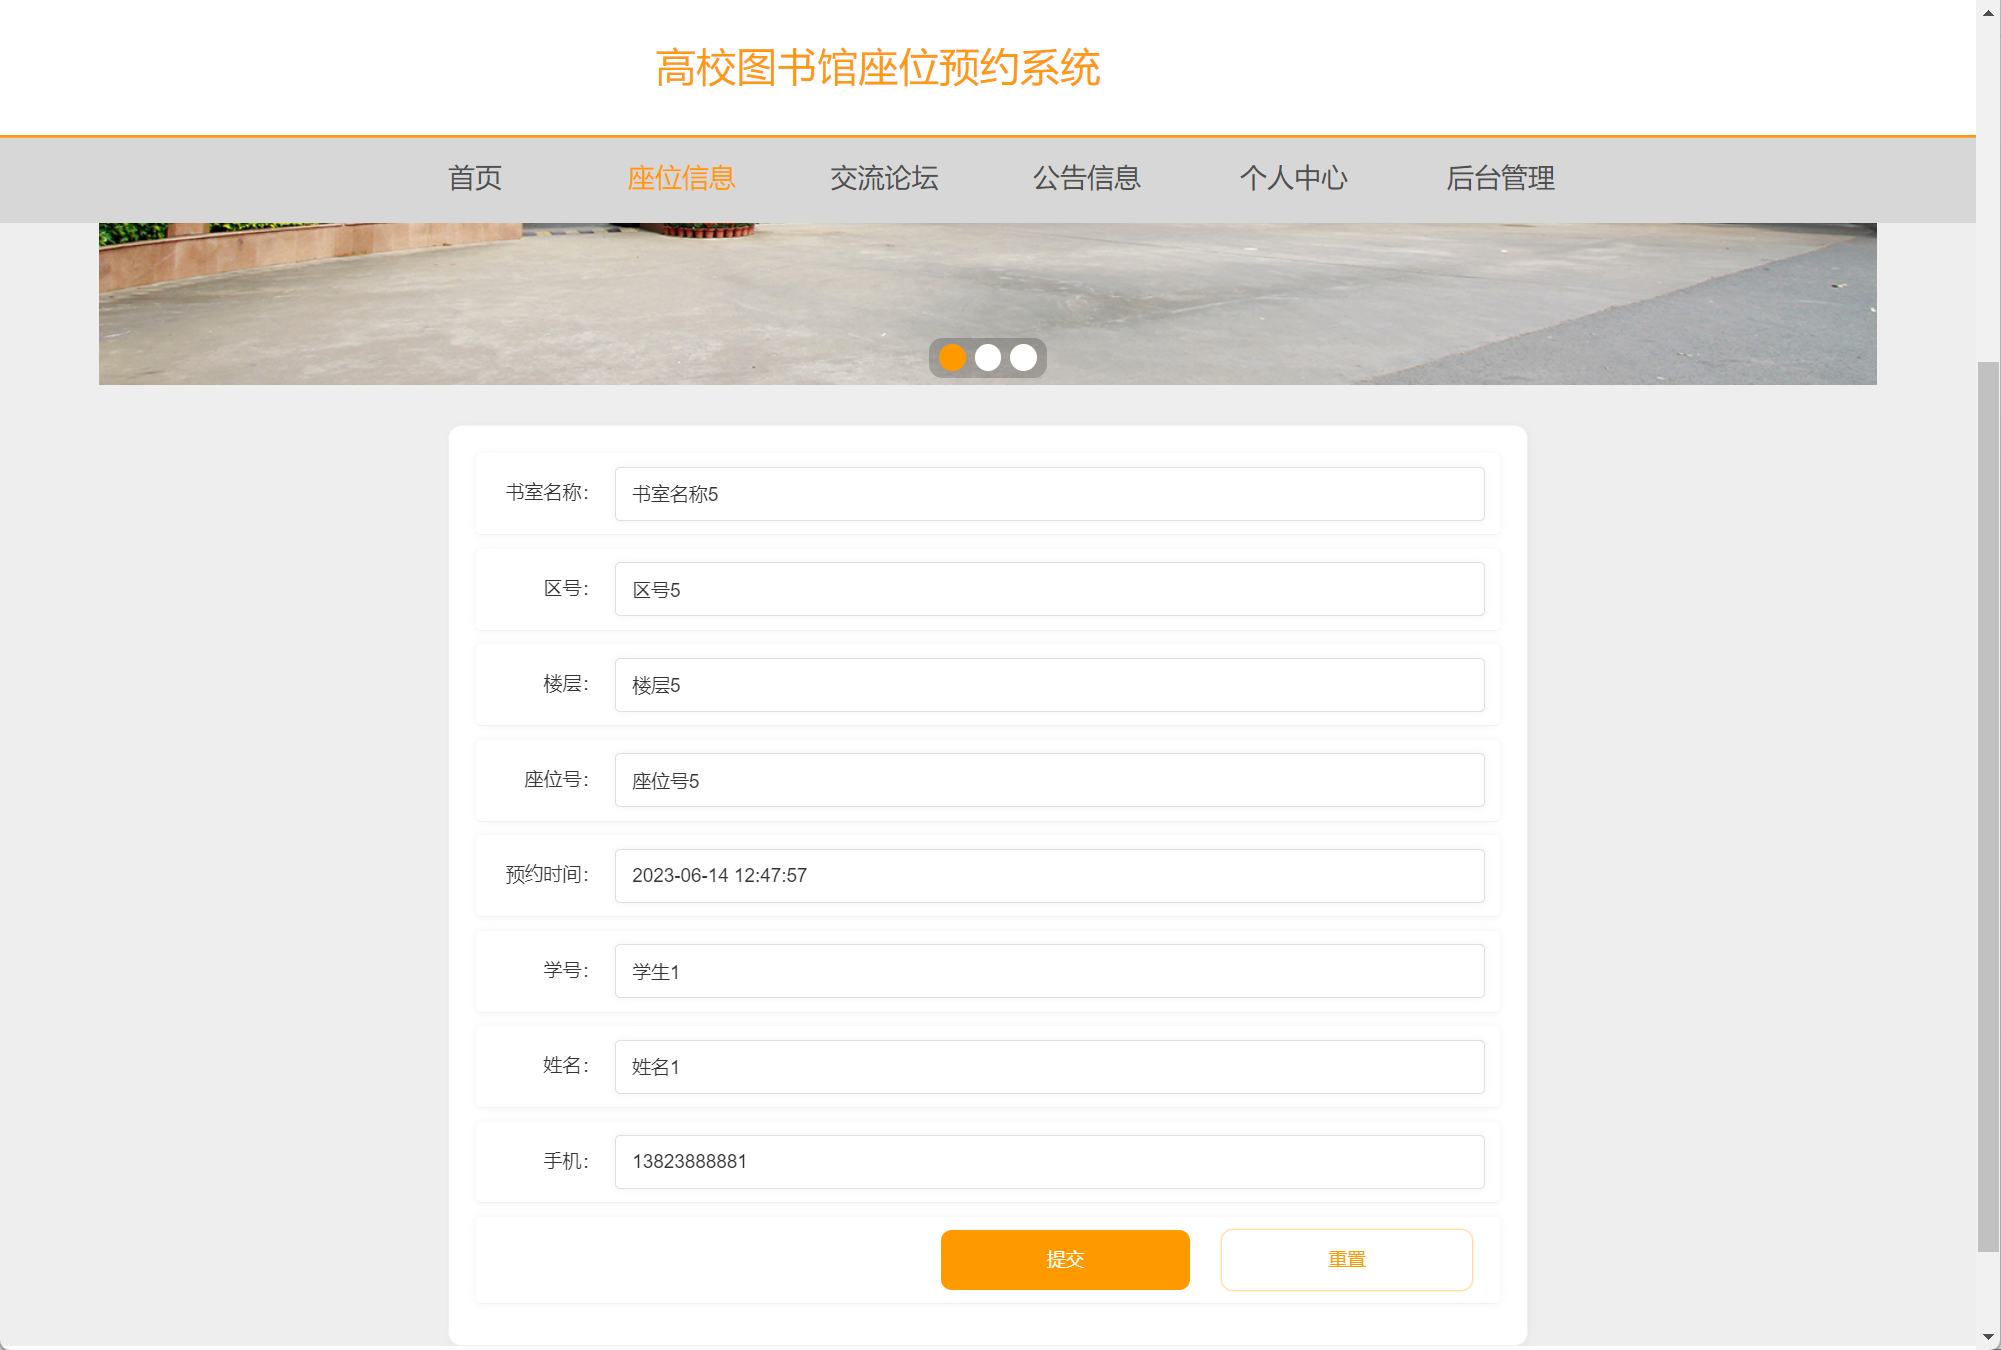 高校图书馆座位预约系统
首页 座位信息 交流论坛 公告信息 个人中心 后台管理
书室名称： 书室名称5
区号： 区号5
楼层： 楼层5
座位号： 座位号5
预约时间： 2023-06-14 12:47:57
学号： 学生1
姓名： 姓名1
手机： 13823888881
提交 重置